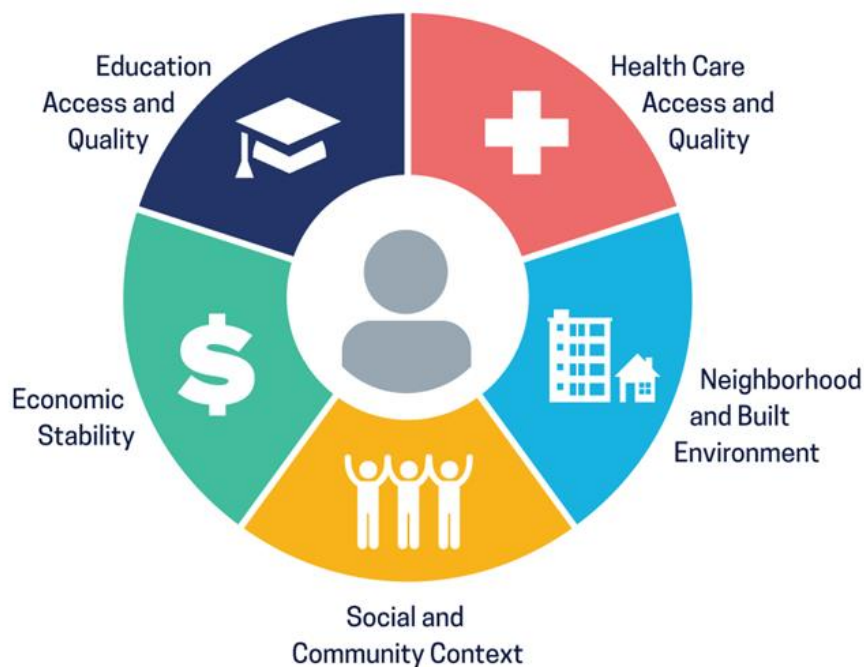 Education
Access and
Quality
Health Care
Access and
Quality
Economic
Stability
Neighborhood
and Built
Environment
Social and
Community Context